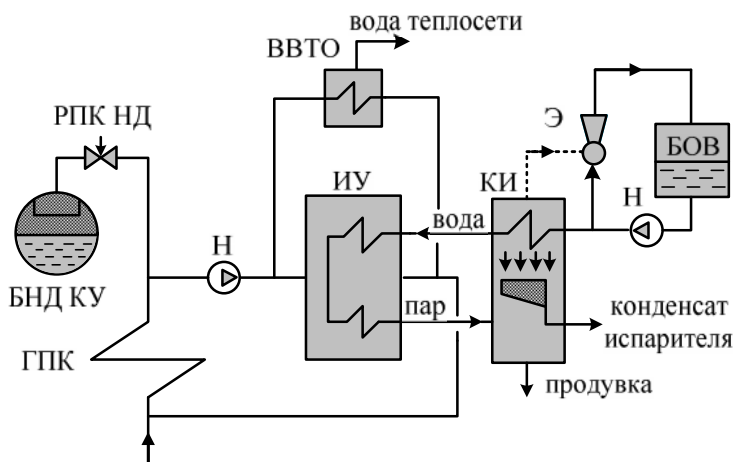 вода теплосети
ВВТО
РПК НД
Э
БОВ
ИУ
КИ
вода
Н
Н
БНД КУ
пар
конденсат
испарителя
ГПК
продувка